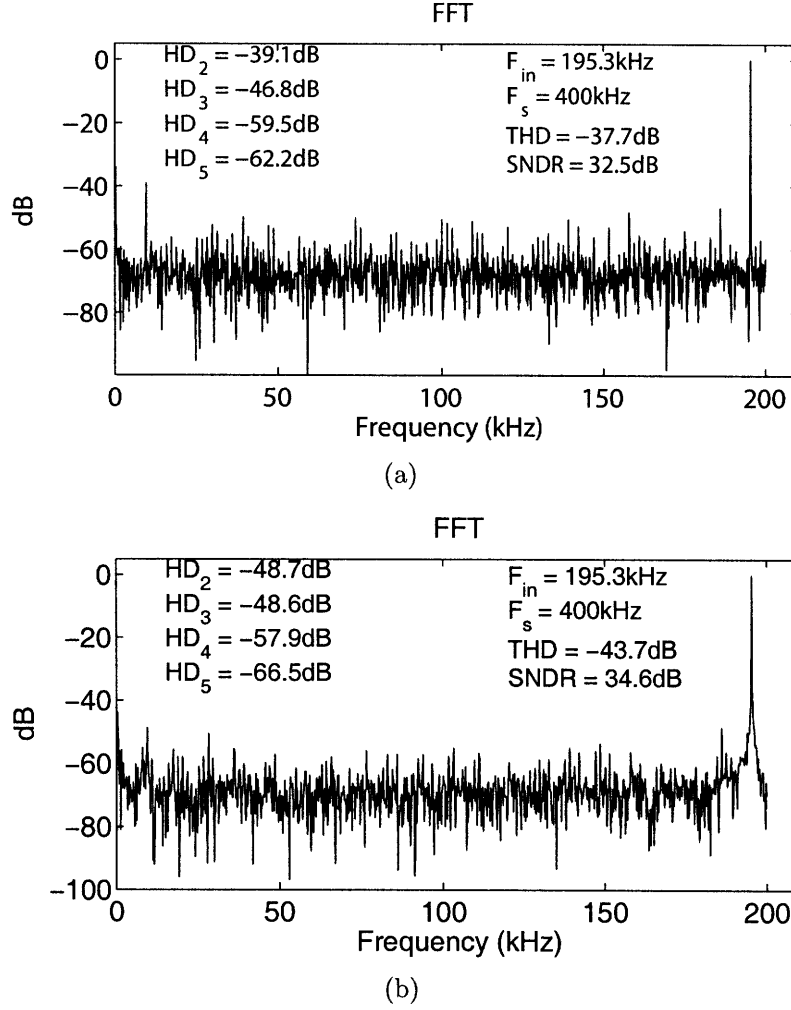 FFT
HD2 = −39.1dB
HD3 = −46.8dB
HD4 = −59.5dB
HD5 = −62.2dB
Fin = 195.3kHz
Fs = 400kHz
THD = −37.7dB
SNDR = 32.5dB
dB
0
−20
−40
−60
−80
0 50 100 150 200
Frequency (kHz)
(a)
FFT
HD2 = −48.7dB
HD3 = −48.6dB
HD4 = −57.9dB
HD5 = −66.5dB
Fin = 195.3kHz
Fs = 400kHz
THD = −43.7dB
SNDR = 34.6dB
dB
0
−20
−40
−60
−80
−100
0 50 100 150 200
Frequency (kHz)
(b)